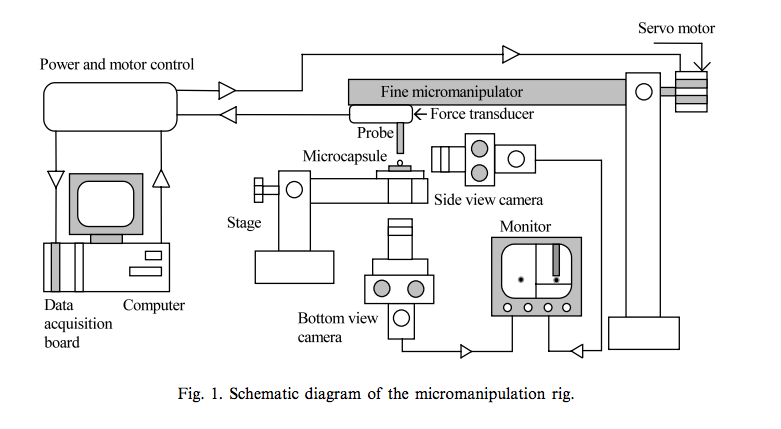 Servo motor
Power and motor control
Fine micromanipulator
Force transducer
Probe
Microcapsule
Side view camera
Stage
Monitor
Data
acquisition
board
Computer
Bottom view
camera
Fig. 1. Schematic diagram of the micromanipulation rig.